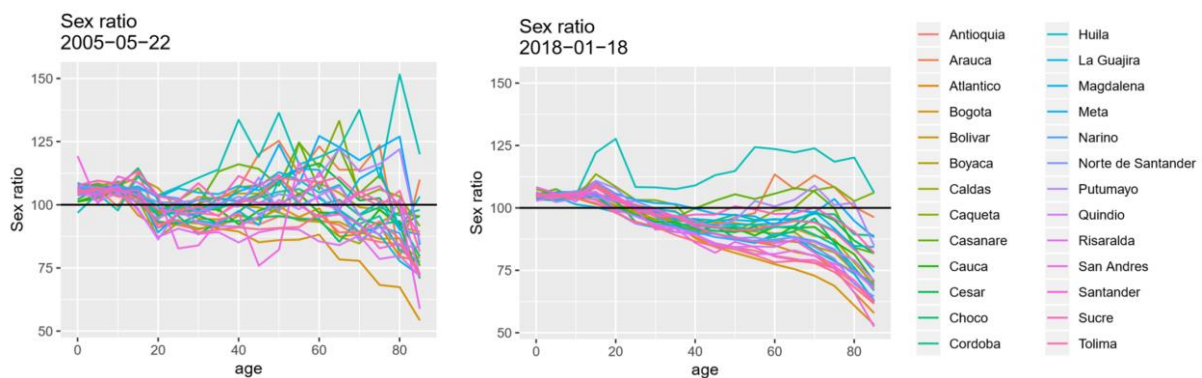 Sex ratio
2005−05−22
150
125
100
75
50
Sex ratio
0
20
40
60
80
age
Sex ratio
2018−01−18
150
125
100
75
50
Sex ratio
0
20
40
60
80
age
Antioquia
Arauca
Atlantico
Bogota
Bolivar
Boyaca
Caldas
Caqueta
Casanare
Cauca
Cesar
Choco
Cordoba
Huila
La Guajira
Magdalena
Meta
Narino
Norte de Santander
Putumayo
Quindio
Risaralda
San Andres
Santander
Sucre
Tolima